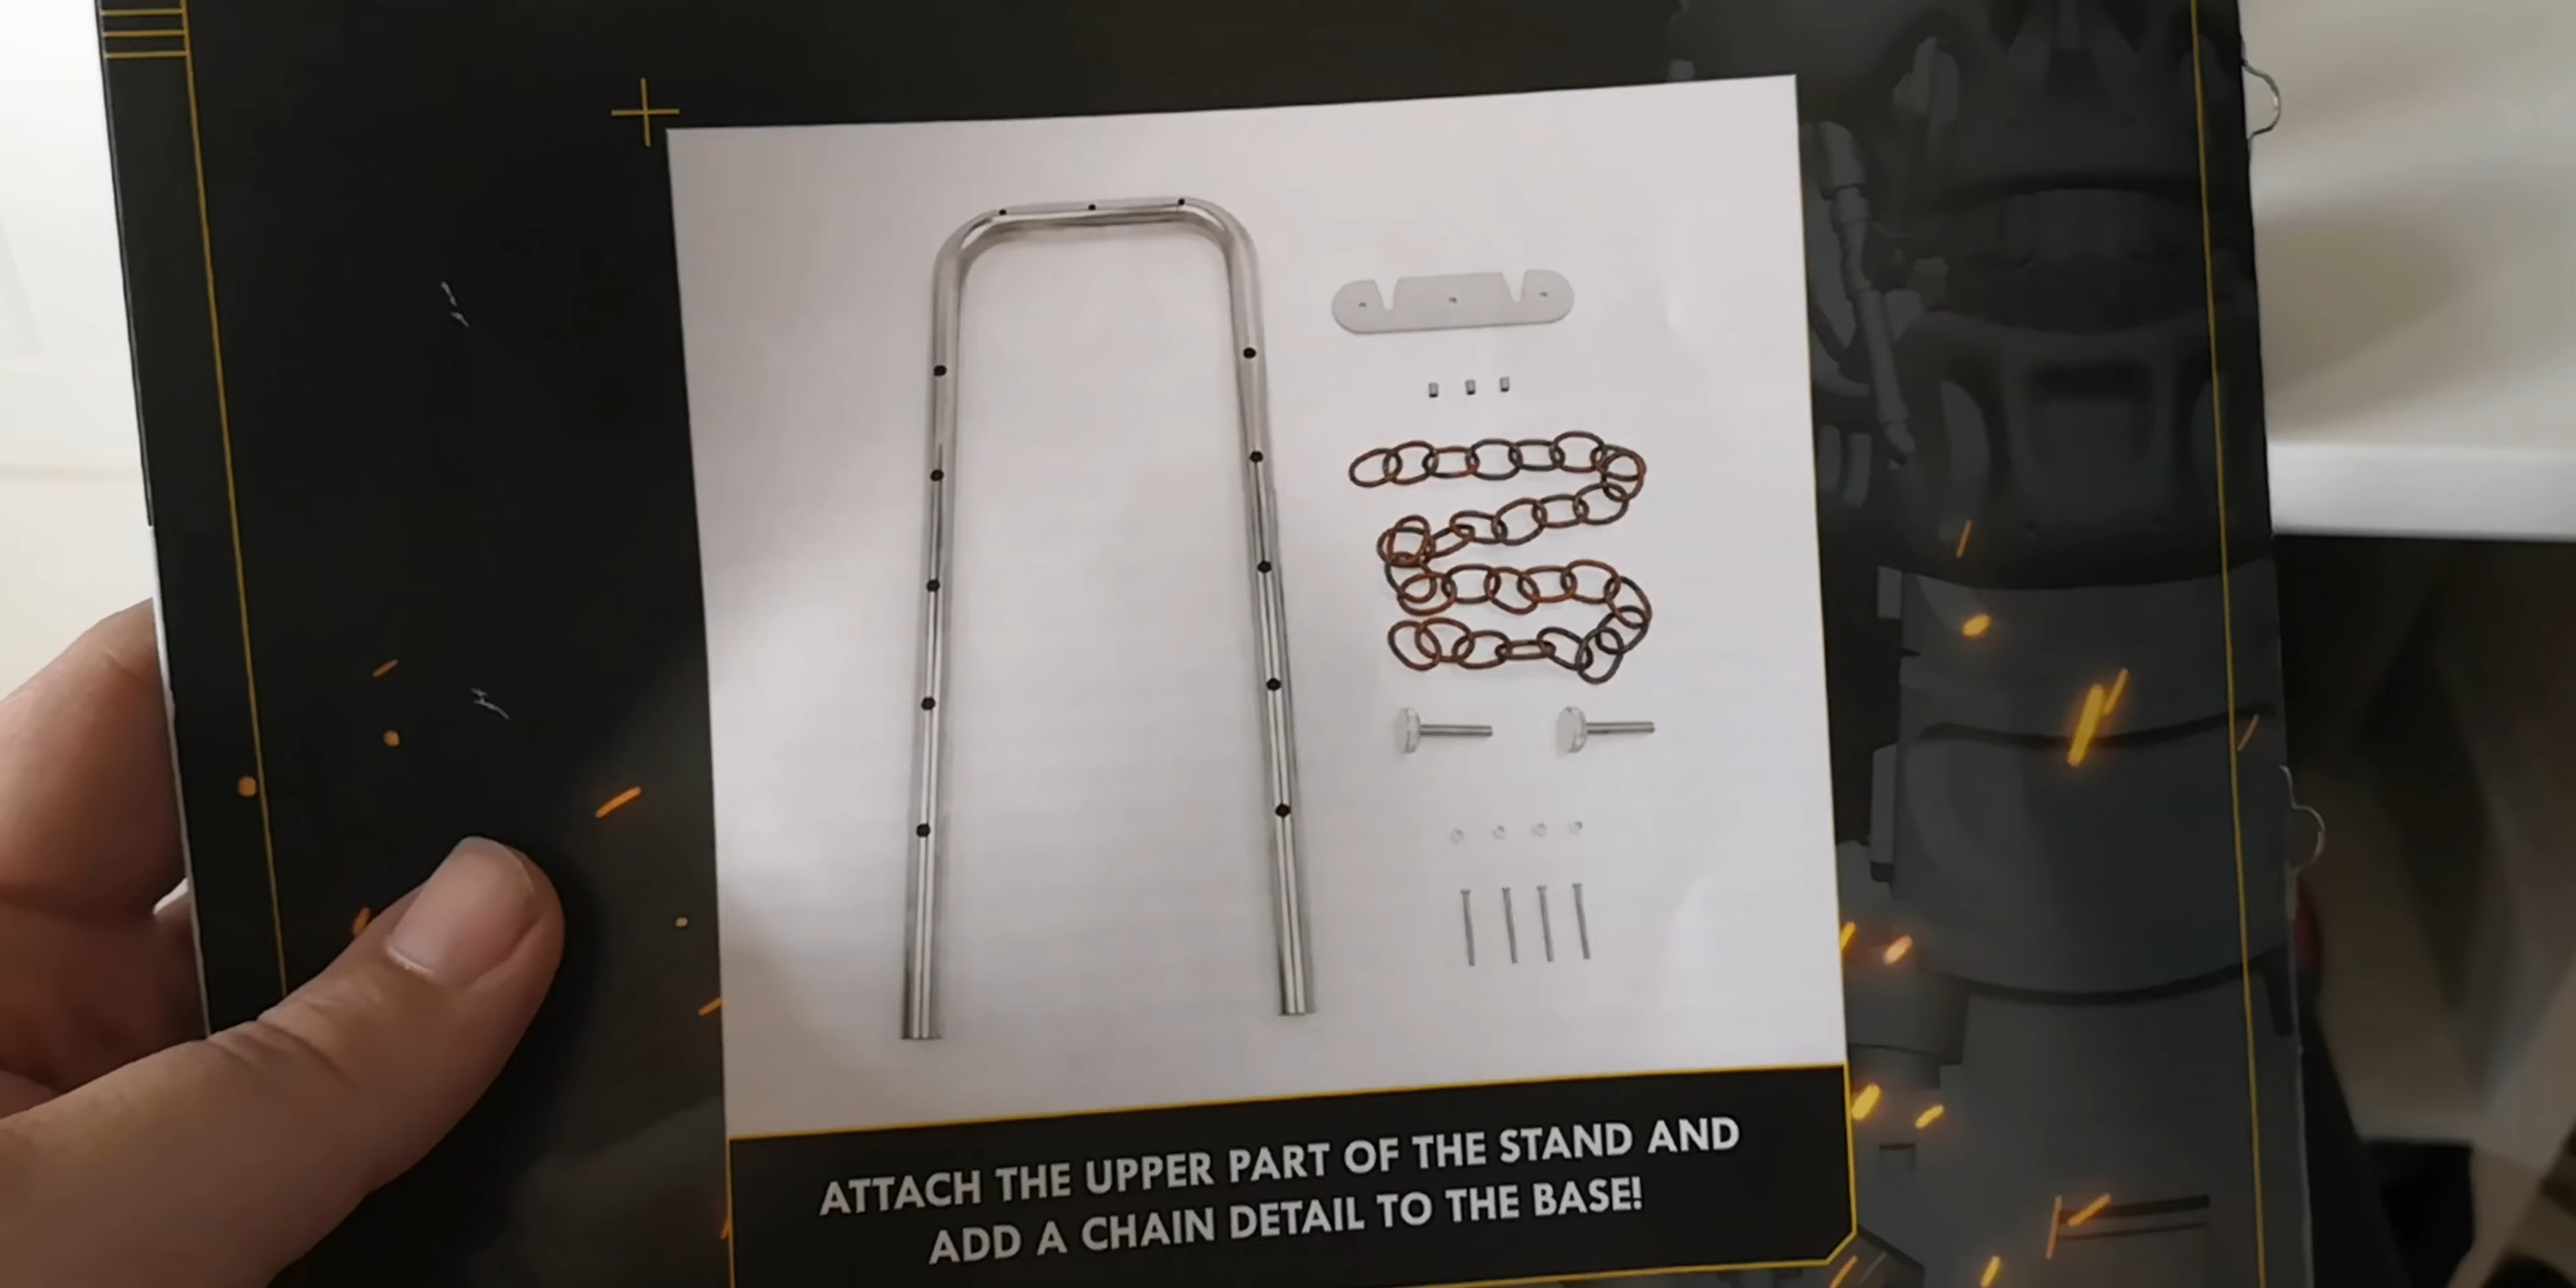 ATTACH THE UPPER PART OF THE STAND AND
ADD A CHAIN DETAIL TO THE BASE!